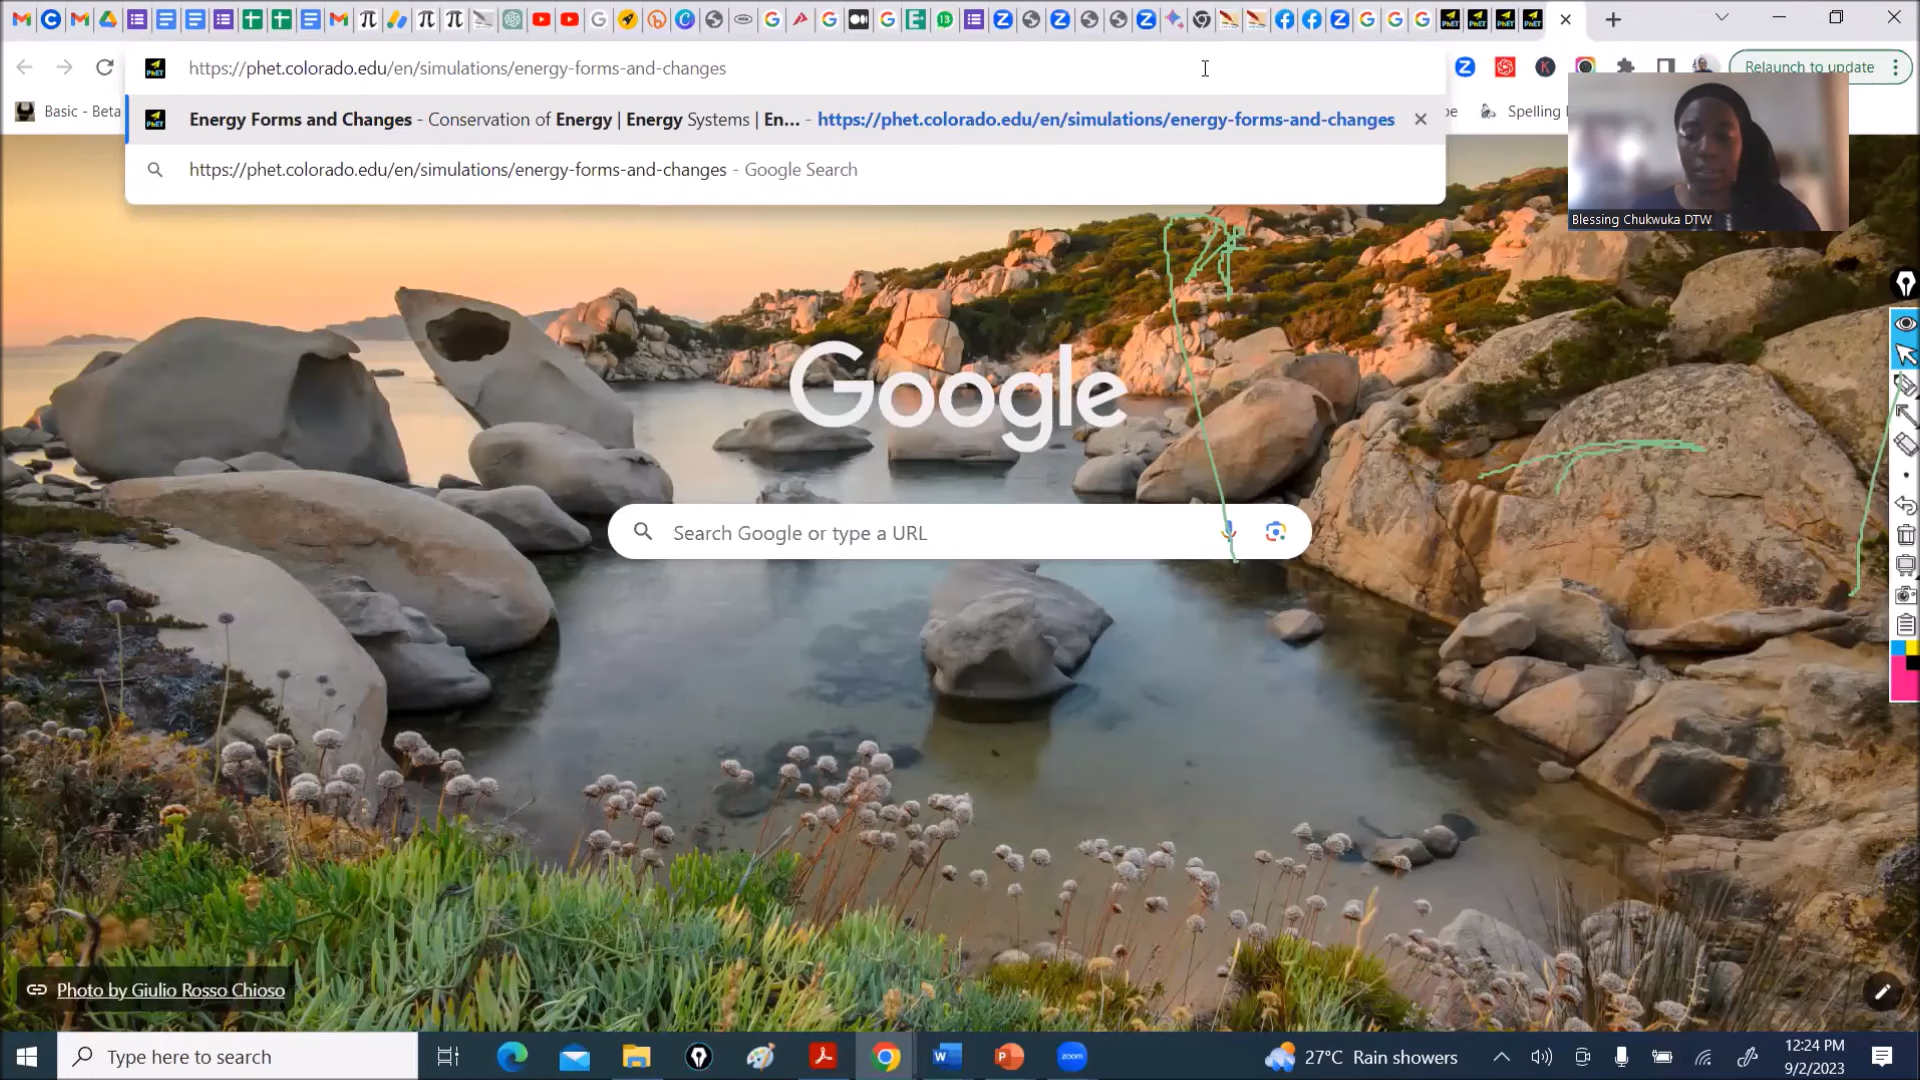 https://phet.colorado.edu/en/simulations/energy-forms-and-changes
Relaunch to update
Basic - Beta
Energy Forms and Changes - Conservation of Energy | Energy Systems | En... - https://phet.colorado.edu/en/simulations/energy-forms-and-changes
Spelling
https://phet.colorado.edu/en/simulations/energy-forms-and-changes - Google Search
Blessing Chukwuka DTW
Google
Search Google or type a URL
Photo by Giulio Rosso Chioso
Type here to search
zoom
27°C Rain showers
12:24 PM
9/2/2023